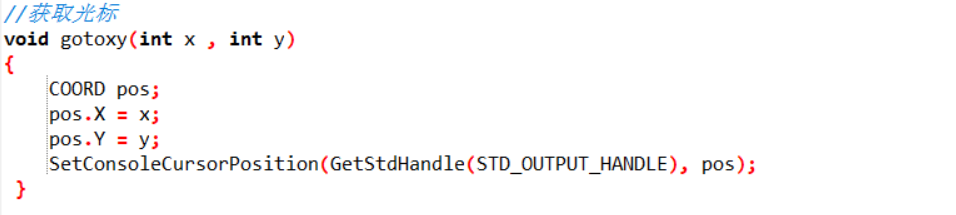 //获取光标
void gotoxy(int x , int y)
{
    COORD pos;
    pos.X = x;
    pos.Y = y;
    SetConsoleCursorPosition(GetStdHandle(STD_OUTPUT_HANDLE), pos);
 }